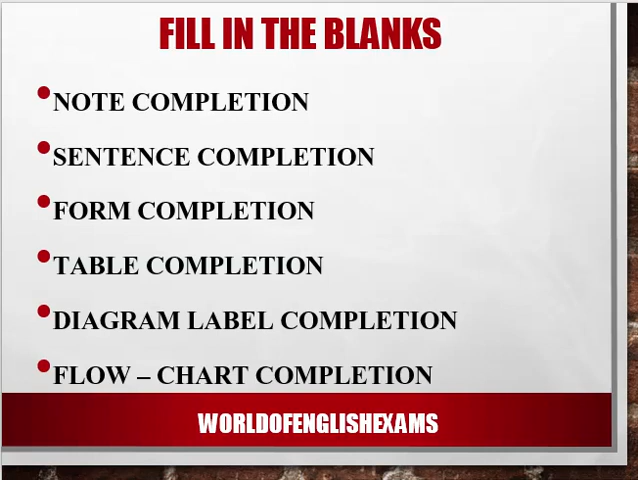 FILL IN THE BLANKS
•NOTE COMPLETION
•SENTENCE COMPLETION
•FORM COMPLETION
•TABLE COMPLETION
•DIAGRAM LABEL COMPLETION
•FLOW – CHART COMPLETION
WORLDOFENGLISHEXAMS